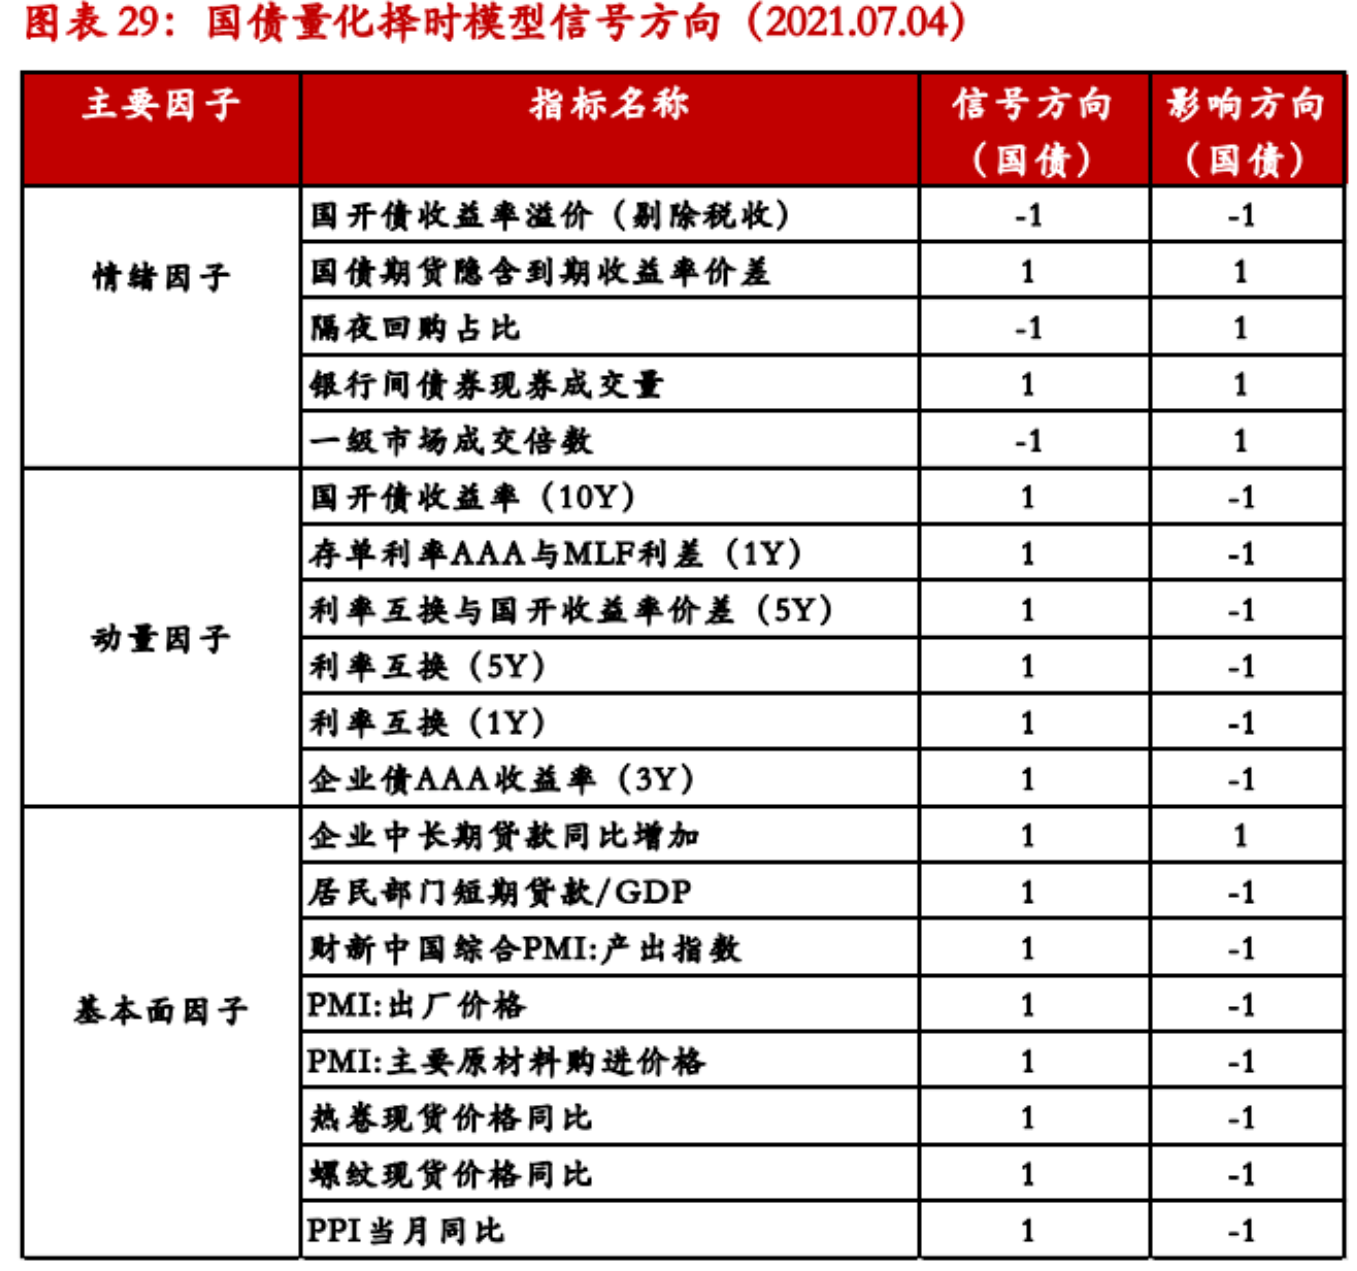 图表 29：国债量化择时模型信号方向（2021.07.04）
主要因子 指标名称 信号方向（国债） 影响方向（国债）
情绪因子
国开债收益率溢价（剔除税收） -1 -1
国债期货隐含到期收益率价差 1 1
隔夜回购占比 -1 1
银行间债券现券成交量 1 1
一级市场成交倍数 -1 1
动量因子
国开债收益率（10Y） 1 -1
存单利率AAA与MLF利差（1Y） 1 -1
利率互换与国开收益率价差（5Y） 1 -1
利率互换（5Y） 1 -1
利率互换（1Y） 1 -1
企业债AAA收益率（3Y） 1 -1
基本面因子
企业中长期贷款同比增加 1 1
居民部门短期贷款/GDP 1 -1
财新中国综合PMI:产出指数 1 -1
PMI:出厂价格 1 -1
PMI:主要原材料购进价格 1 -1
热卷现货价格同比 1 -1
螺纹现货价格同比 1 -1
PPI当月同比 1 -1